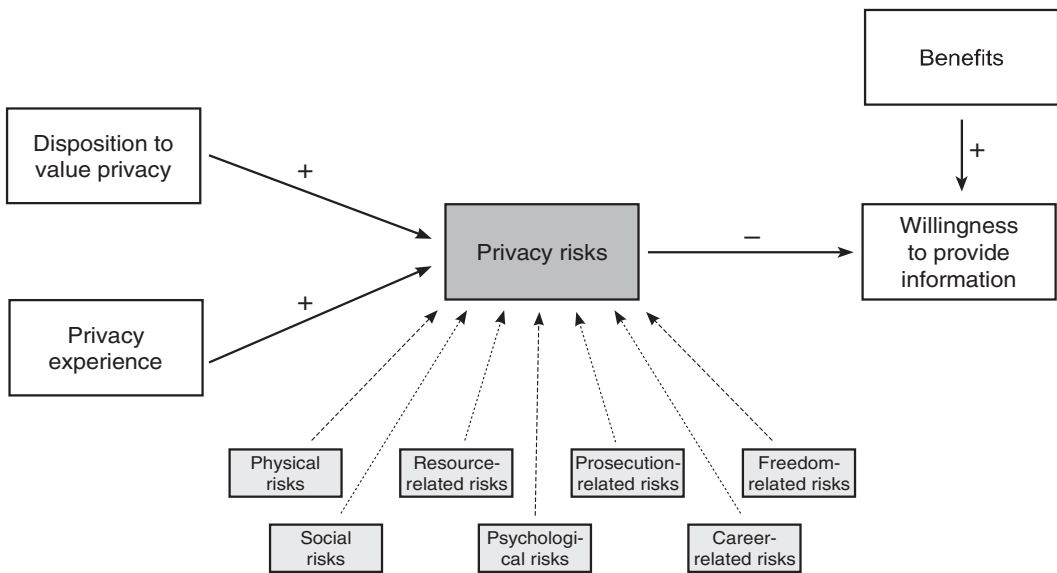 Benefits
+
Disposition to
value privacy
+
Privacy risks
–
Willingness
to provide
information
+
Privacy
experience
Physical
risks
Resource-
related risks
Prosecution-
related risks
Freedom-
related risks
Social
risks
Psychologi-
cal risks
Career-
related risks